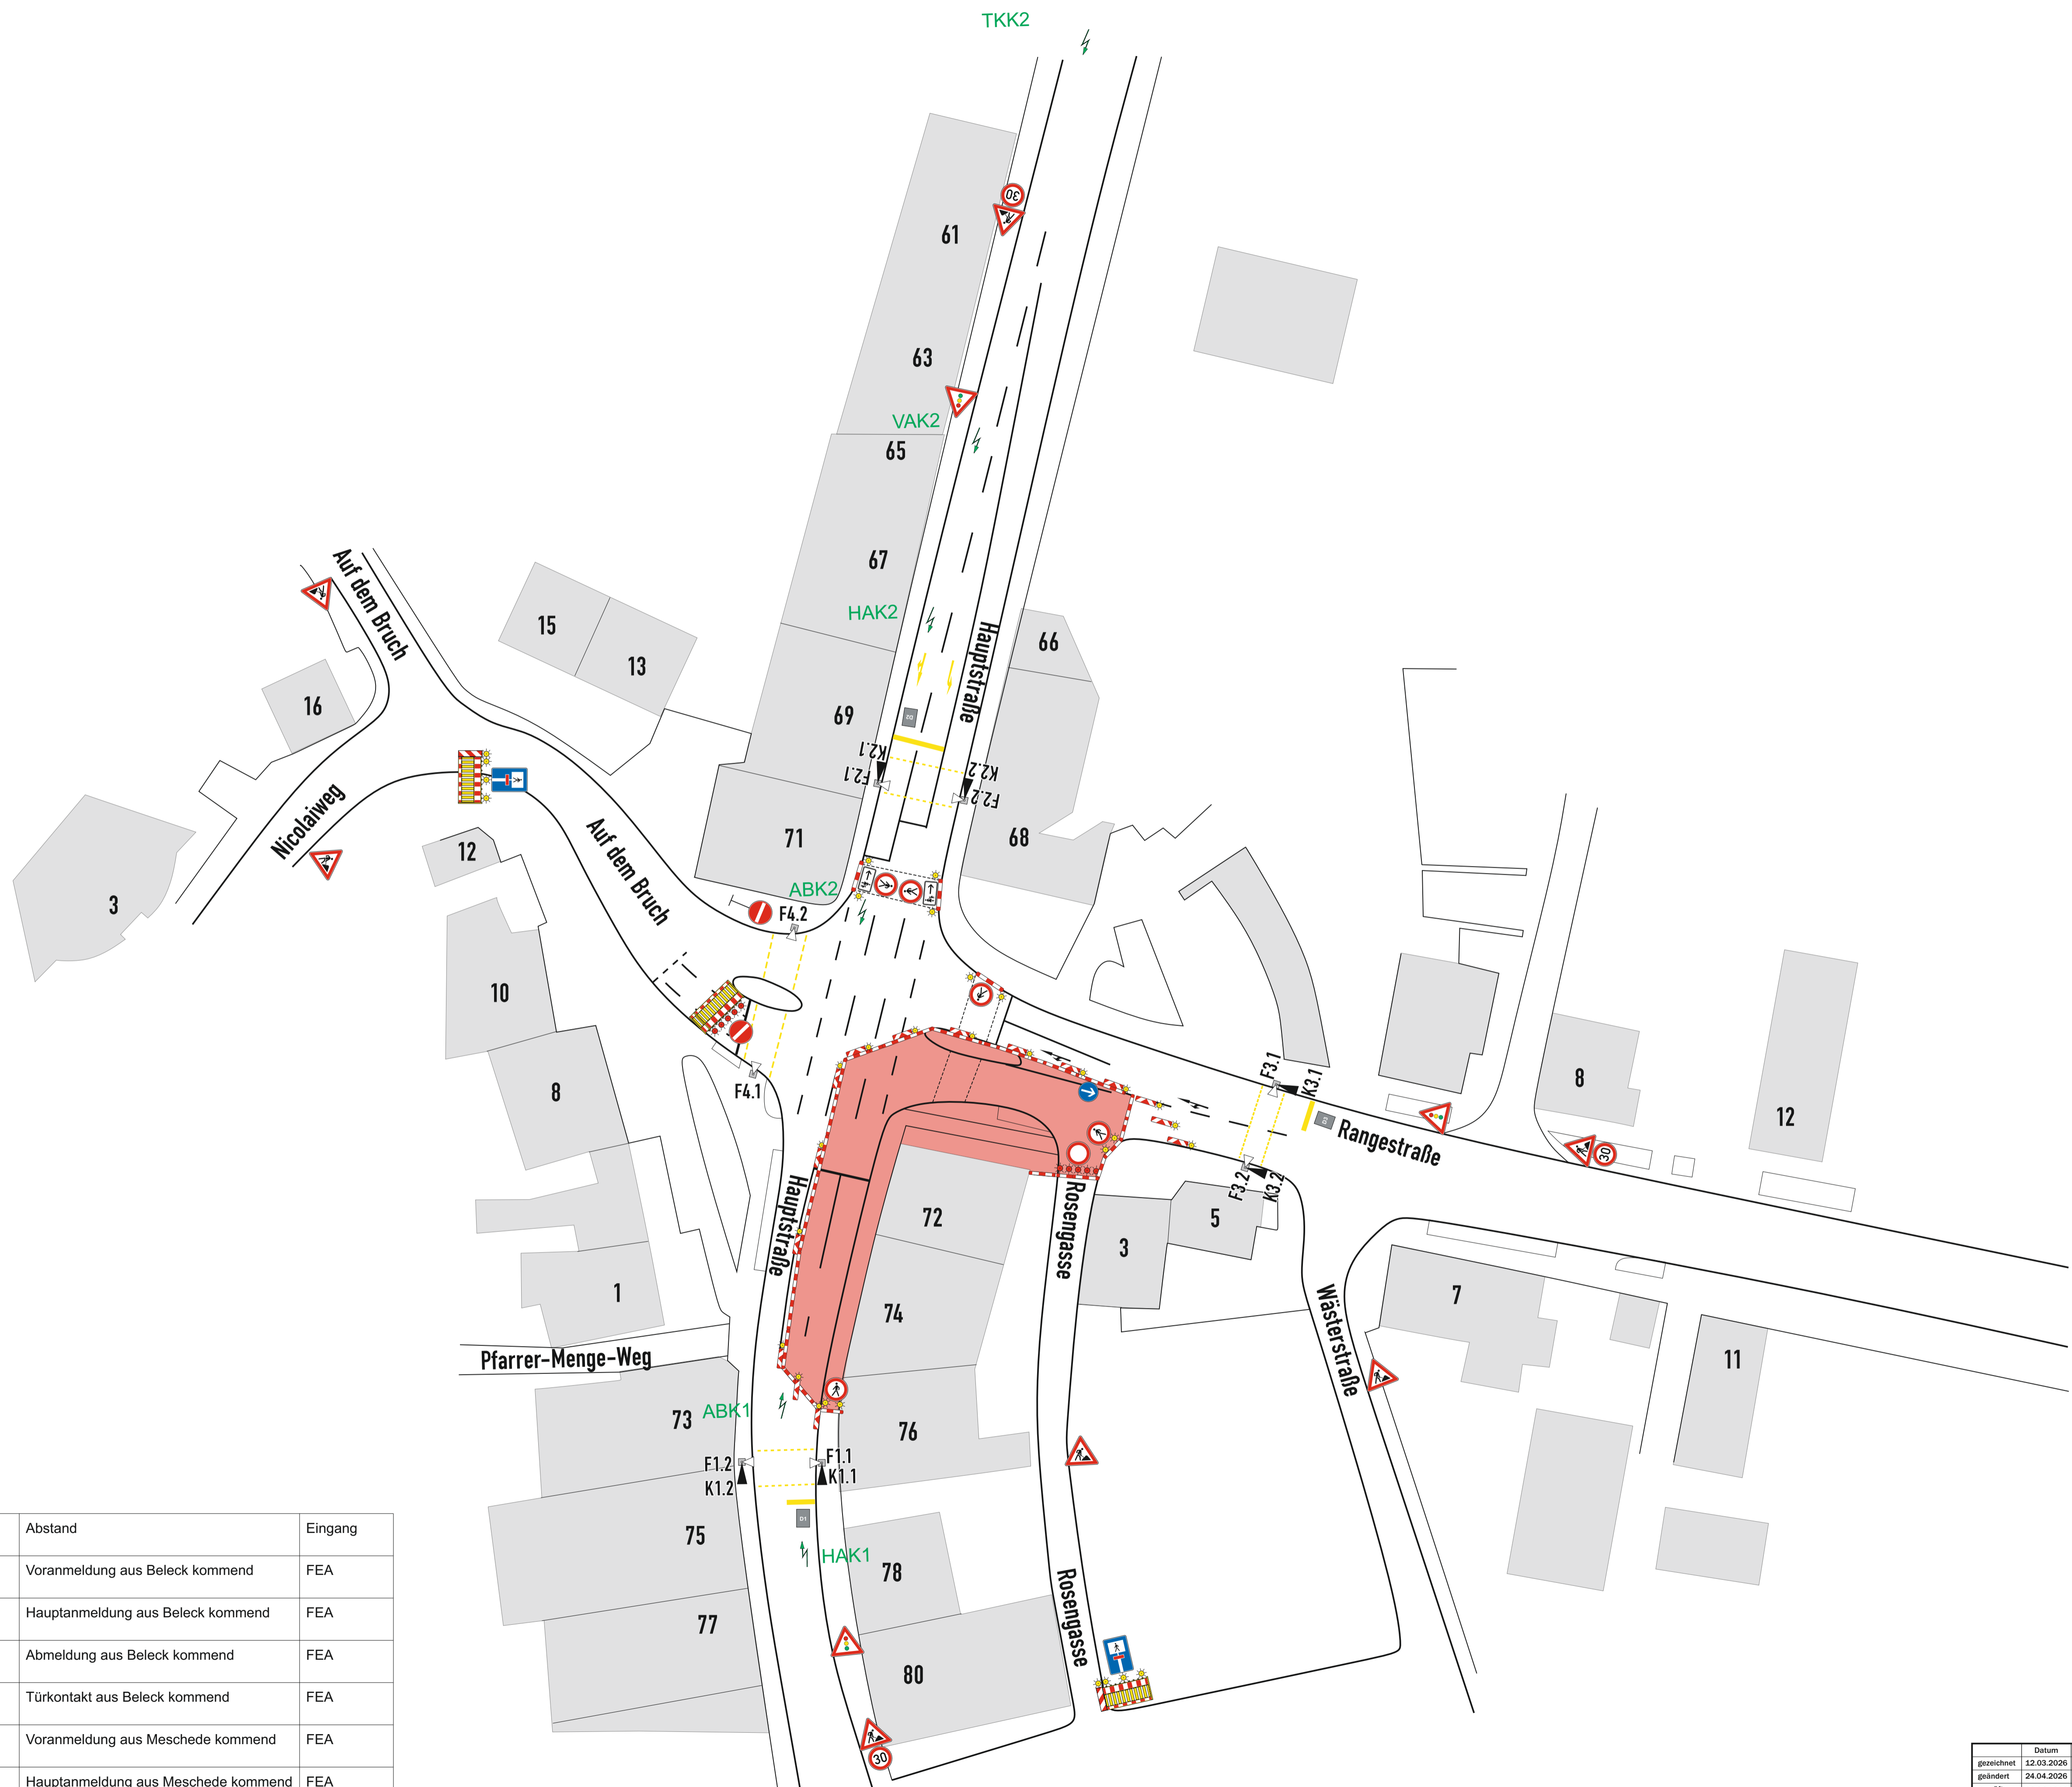 TKK2
30
61
63
VAK2
65
67
HAK2
Hauptstraße
66
Auf dem Bruch
15
13
16
69
K2.1
F2.1
K2.2
F2.2
71
68
Nicolaiweg
12
Auf dem Bruch
3
ABK2
F4.2
10
8
F4.1
F3.1
K3.1
D3
Rangestraße
8
12
30
F3.2
K3.2
Hauptstraße
72
Rosengasse
3
5
1
74
Wästerstraße
7
11
Pfarrer-Menge-Weg
73
ABK1
76
F1.2
K1.2
F1.1
K1.1
D1
75
HAK1
78
77
Rosengasse
80
30
Abstand Eingang
Voranmeldung aus Beleck kommend FEA
Hauptanmeldung aus Beleck kommend FEA
Abmeldung aus Beleck kommend FEA
Türkontakt aus Beleck kommend FEA
Voranmeldung aus Meschede kommend FEA
Hauptanmeldung aus Meschede kommend FEA
Datum
gezeichnet 12.03.2026
geändert 24.04.2026